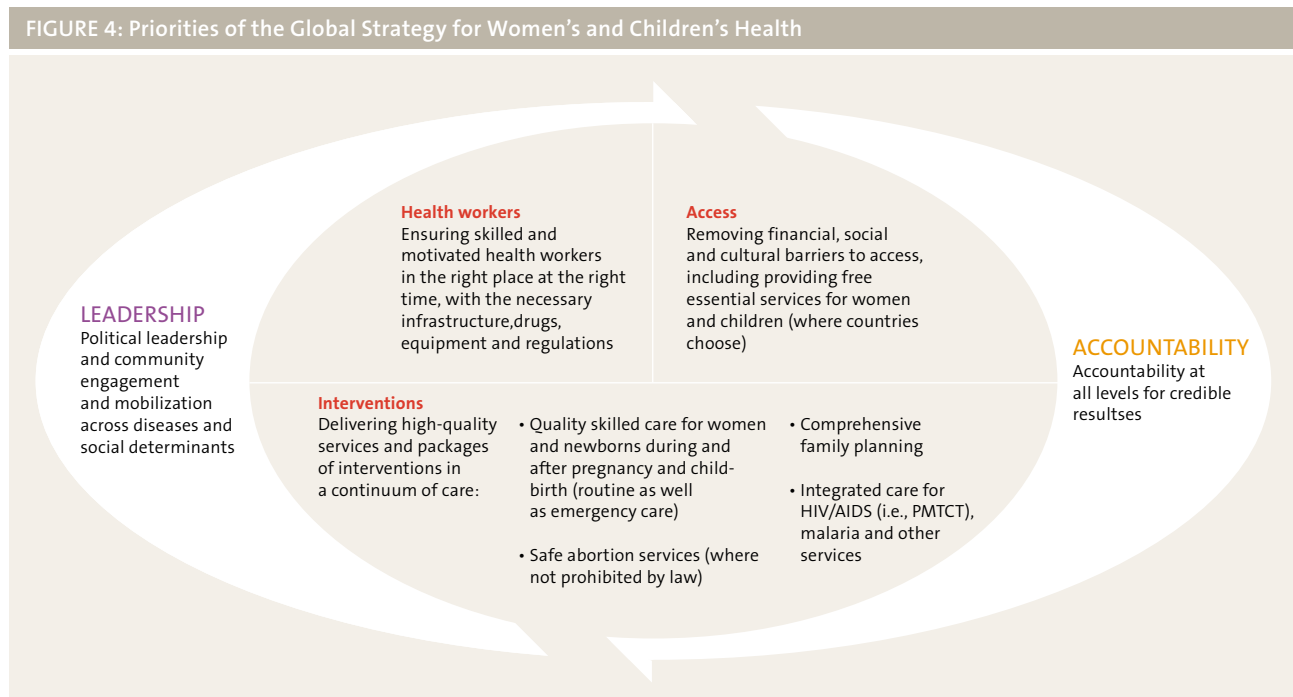 FIGURE 4: Priorities of the Global Strategy for Women’s and Children’s Health
LEADERSHIP
Political leadership
and community
engagement
and mobilization
across diseases and
social determinants
Health workers
Ensuring skilled and
motivated health workers
in the right place at the right
time, with the necessary
infrastructure,drugs,
equipment and regulations
Access
Removing financial, social
and cultural barriers to access,
including providing free
essential services for women
and children (where countries
choose)
Interventions
Delivering high-quality
services and packages
of interventions in
a continuum of care:
• Quality skilled care for women
and newborns during and
after pregnancy and child-
birth (routine as well
as emergency care)
• Safe abortion services (where
not prohibited by law)
• Comprehensive
family planning
• Integrated care for
HIV/AIDS (i.e., PMTCT),
malaria and other
services
ACCOUNTABILITY
Accountability at
all levels for credible
resultses